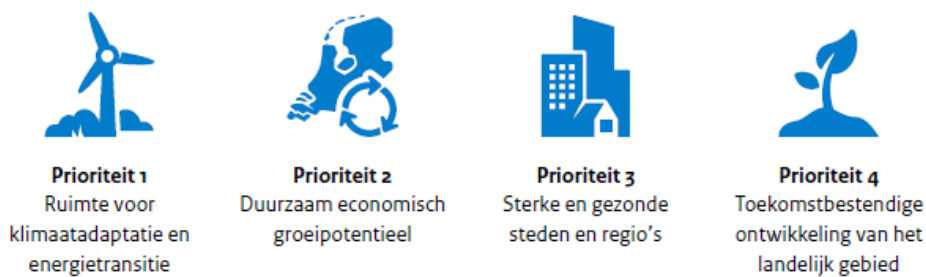 Prioriteit 1
Ruimte voor
klimaatadaptatie en
energietransitie
Prioriteit 2
Duurzaam economisch
groeipotentieel
Prioriteit 3
Sterke en gezonde
steden en regio's
Prioriteit 4
Toekomstbestendige
ontwikkeling van het
landelijk gebied